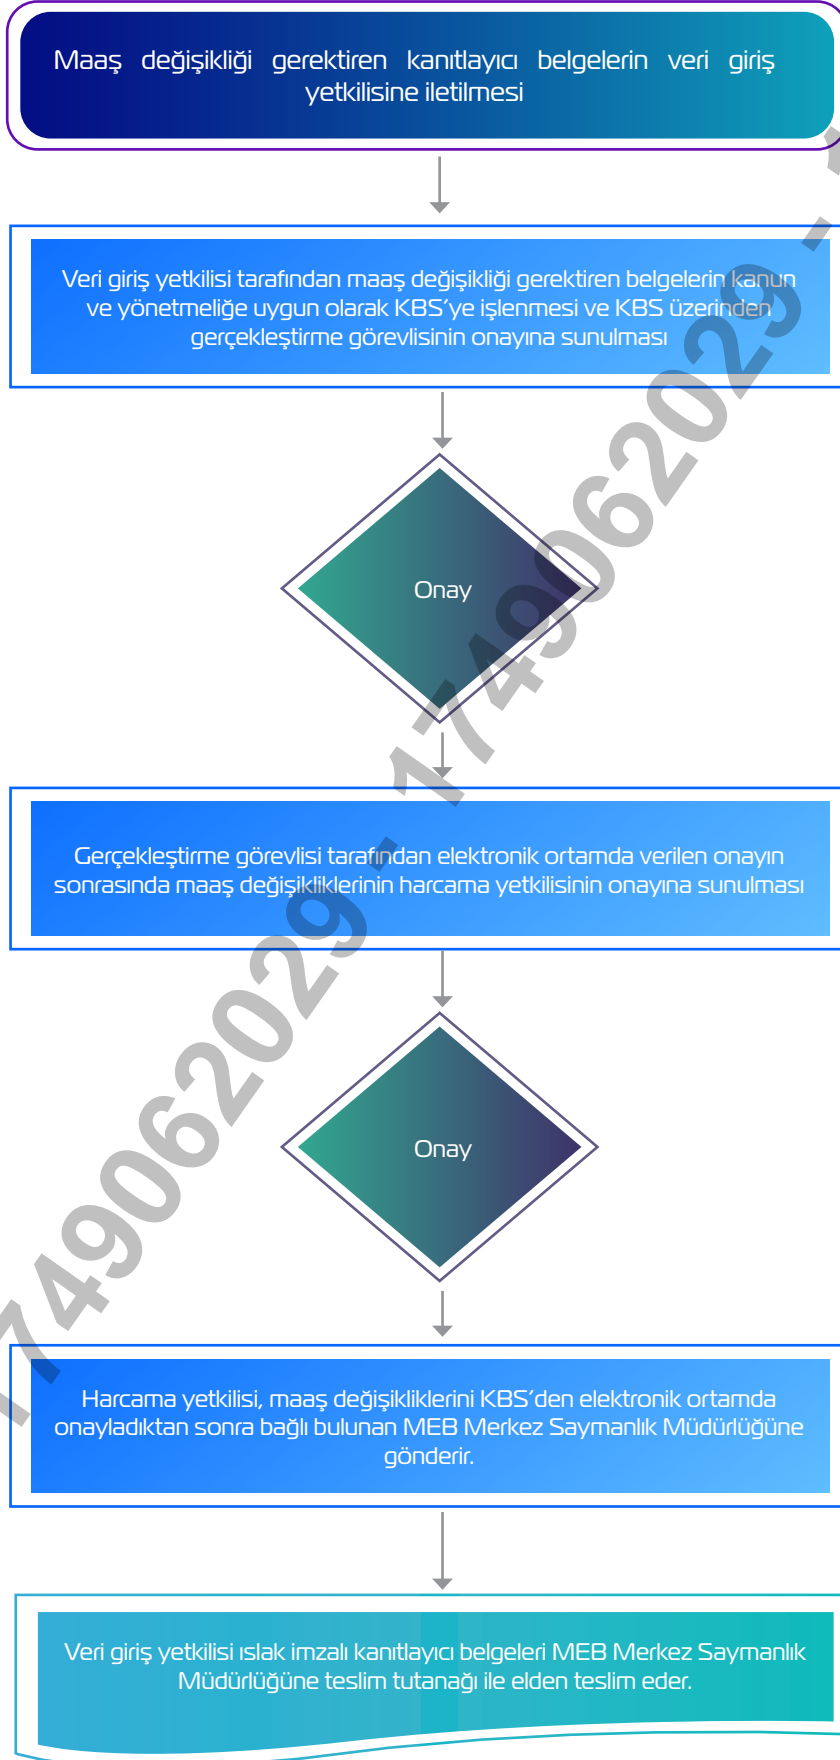 Maaş değişikliği gerektiren kanıtlayıcı belgelerin veri giriş
yetkilisine iletilmesi
Veri giriş yetkilisi tarafından maaş değişikliği gerektiren belgelerin kanun
ve yönetmeliğe uygun olarak KBS'ye işlenmesi ve KBS üzerinden
gerçekleştirme görevlisinin onayına sunulması
Onay
Gerçekleştirme görevlisi tarafından elektronik ortamda verilen onayın
sonrasında maaş değişikliklerinin harcama yetkilisinin onayına sunulması
Onay
Harcama yetkilisi, maaş değişikliklerini KBS'den elektronik ortamda
onayladıktan sonra bağlı bulunan MEB Merkez Saymanlık Müdürlüğüne
gönderir.
Veri giriş yetkilisi ıslak imzalı kanıtlayıcı belgeleri MEB Merkez Saymanlık
Müdürlüğüne teslim tutanağı ile elden teslim eder.
1749062029 - 1749062029 -